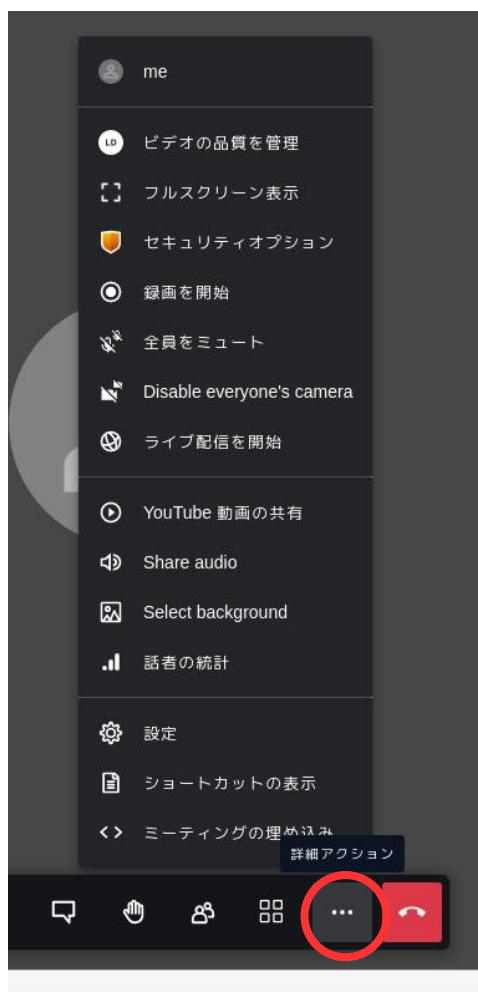 me
LD
ビデオの品質を管理
フルスクリーン表示
セキュリティオプション
録画を開始
全員をミュート
Disable everyone's camera
ライブ配信を開始
YouTube 動画の共有
Share audio
Select background
話者の統計
設定
ショートカットの表示
ミーティングの埋め込み
詳細アクション